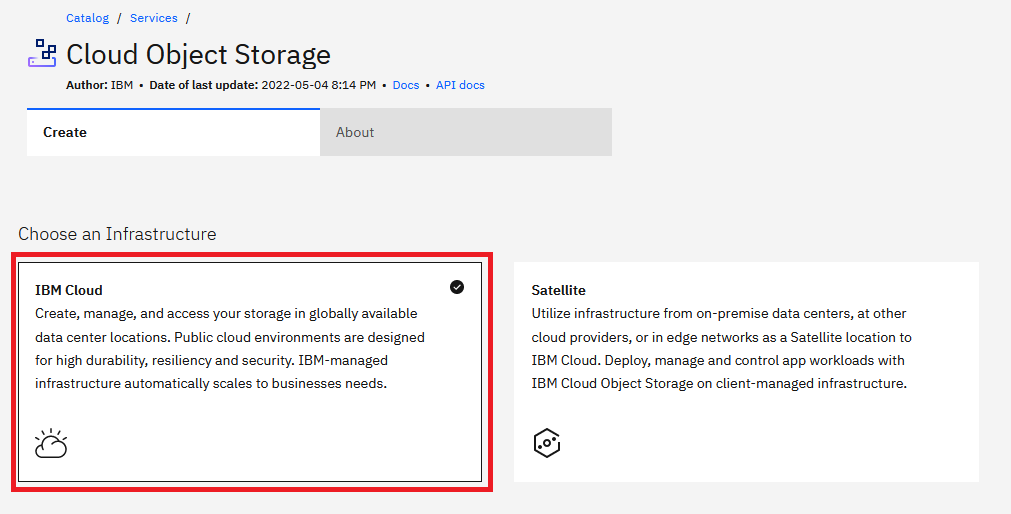 Catalog / Services /
Cloud Object Storage
Author: IBM • Date of last update: 2022-05-04 8:14 PM • Docs • API docs
Create
About
Choose an Infrastructure
IBM Cloud
Create, manage, and access your storage in globally available
data center locations. Public cloud environments are designed
for high durability, resiliency and security. IBM-managed
infrastructure automatically scales to businesses needs.
Satellite
Utilize infrastructure from on-premise data centers, at other
cloud providers, or in edge networks as a Satellite location to
IBM Cloud. Deploy, manage and control app workloads with
IBM Cloud Object Storage on client-managed infrastructure.